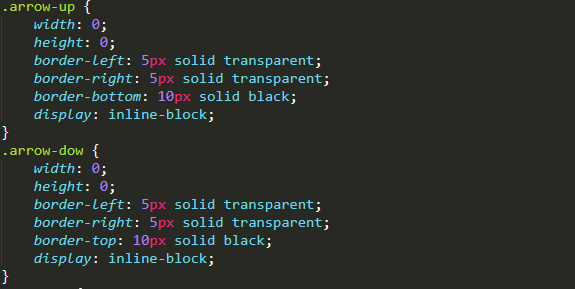 .arrow-up {
width: 0;
height: 0;
border-left: 5px solid transparent;
border-right: 5px solid transparent;
border-bottom: 10px solid black;
display: inline-block;
}
.arrow-dow {
width: 0;
height: 0;
border-left: 5px solid transparent;
border-right: 5px solid transparent;
border-top: 10px solid black;
display: inline-block;
}